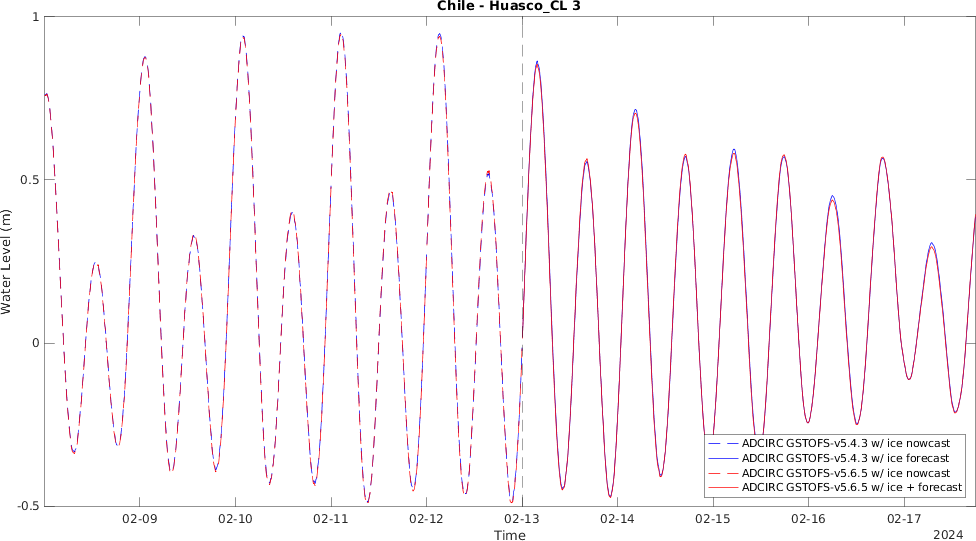 Chile - Huasco_CL 3
1
0.5
0
-0.5
Water Level (m)
02-09 02-10 02-11 02-12 02-13 02-14 02-15 02-16 02-17
Time
2024
ADCIRC GSTOFS-v5.4.3 w/ ice nowcast
ADCIRC GSTOFS-v5.4.3 w/ ice forecast
ADCIRC GSTOFS-v5.6.5 w/ ice nowcast
ADCIRC GSTOFS-v5.6.5 w/ ice + forecast